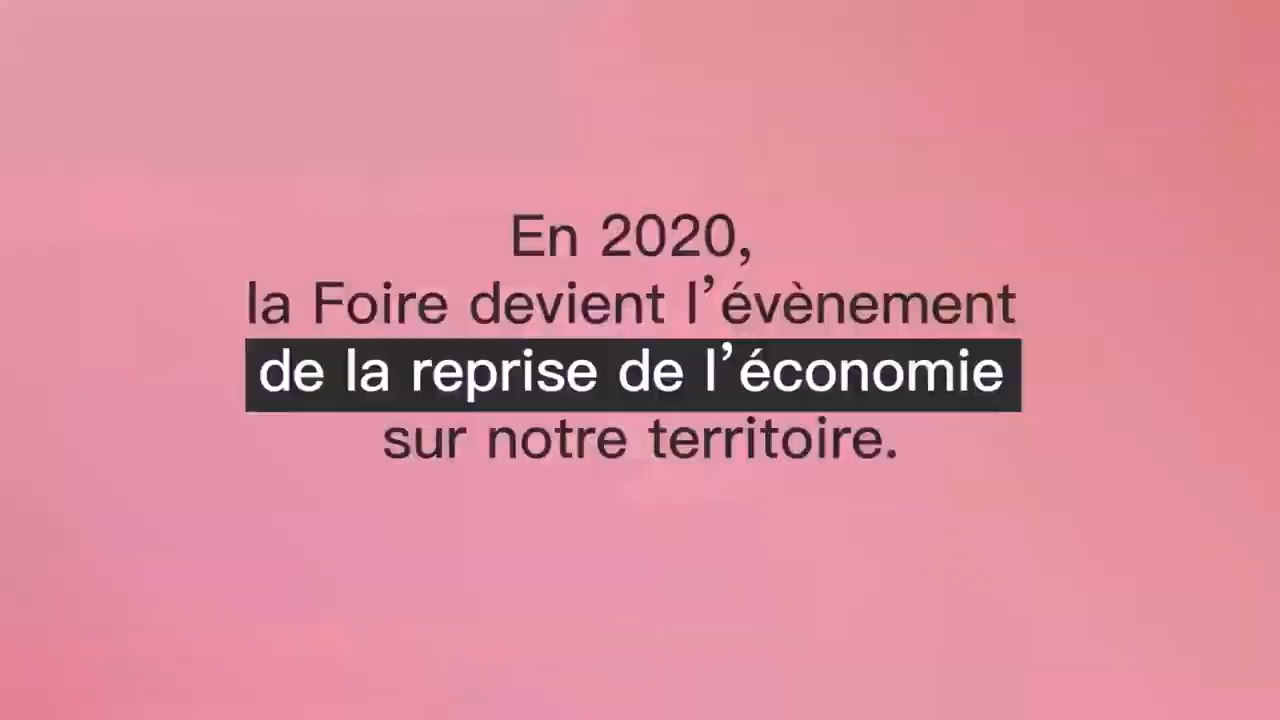 En 2020,
la Foire devient l’évènement
de la reprise de l’économie
sur notre territoire.